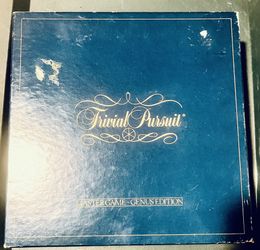 Trivial Pursuit®
MASTER GAME - GENUS EDITION